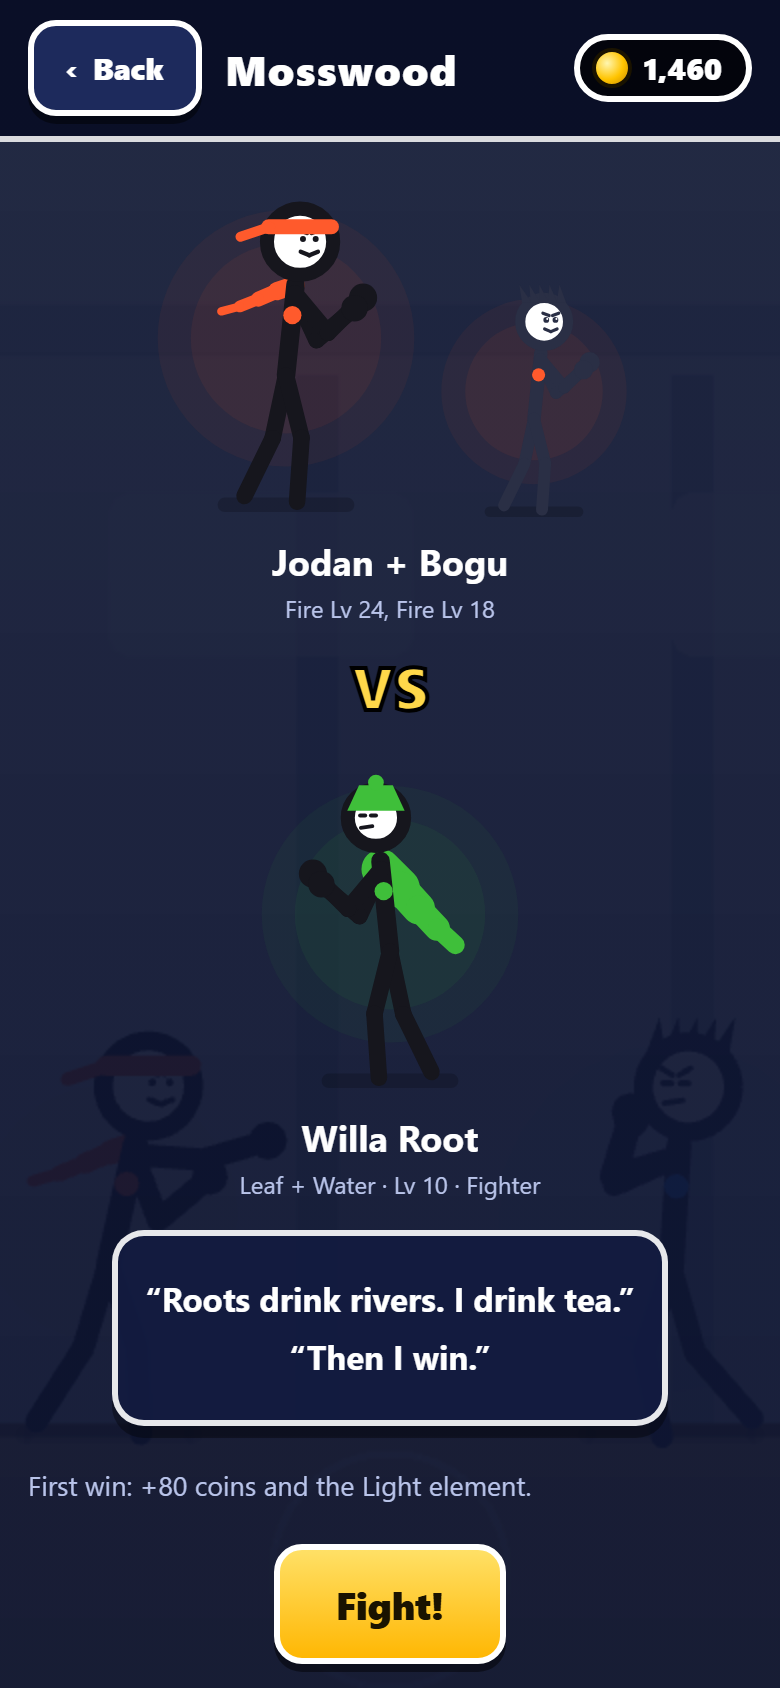 ‹ Back
Mosswood
1,460
Jodan + Bogu
Fire Lv 24, Fire Lv 18
VS
Willa Root
Leaf + Water · Lv 10 · Fighter
“Roots drink rivers. I drink tea.”
“Then I win.”
First win: +80 coins and the Light element.
Fight!